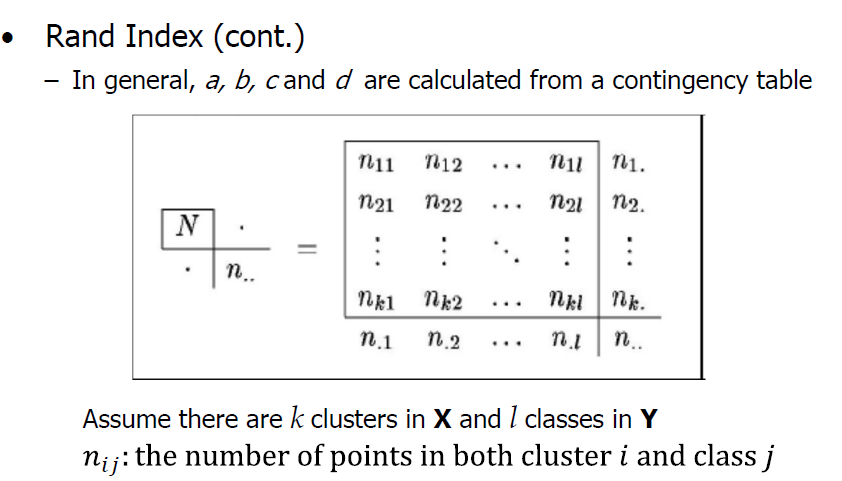 • Rand Index (cont.)
– In general, a, b, c and d are calculated from a contingency table
n11 n12 ... n1l n1.
n21 n22 ... n2l n2.
N .
⋮ ⋮ ⋱ ⋮ ⋮
=
. n..
nk1 nk2 ... nkl nk.
n.1 n.2 ... n.l n..
Assume there are k clusters in X and l classes in Y
nij: the number of points in both cluster i and class j